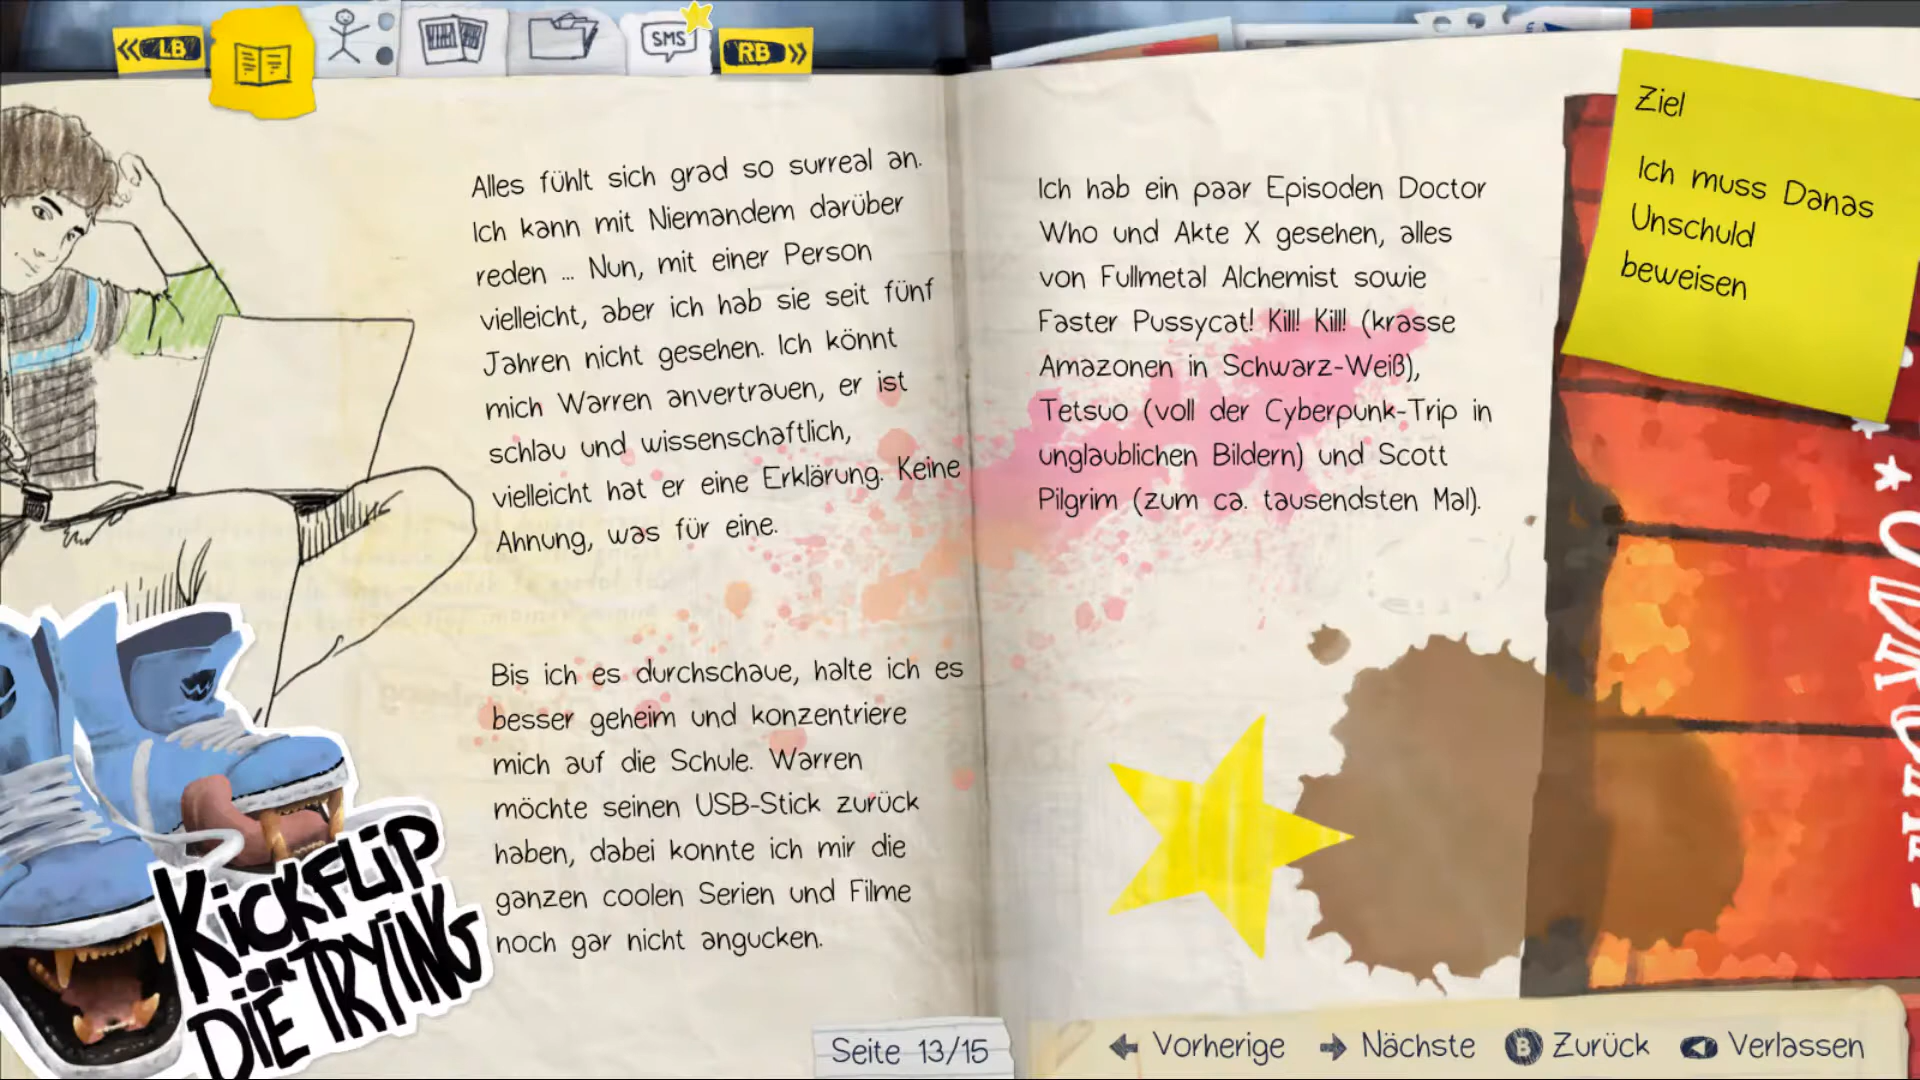 LB
SMS
RB
Alles fühlt sich grad so surreal an.
Ich kann mit Niemandem darüber
reden ... Nun, mit einer Person
vielleicht, aber ich hab sie seit fünf
Jahren nicht gesehen. Ich könnt
mich Warren anvertrauen, er ist
schlau und wissenschaftlich,
vielleicht hat er eine Erklärung. Keine
Ahnung, was für eine.
Bis ich es durchschaue, halte ich es
besser geheim und konzentriere
mich auf die Schule. Warren
möchte seinen USB-Stick zurück
haben, dabei konnte ich mir die
ganzen coolen Serien und Filme
noch gar nicht angucken.
KickFLiP
OR
DiE TRYiNG
Ich hab ein paar Episoden Doctor
Who und Akte X gesehen, alles
von Fullmetal Alchemist sowie
Faster Pussycat! Kill! Kill! (krasse
Amazonen in Schwarz-Weiß),
Tetsuo (voll der Cyberpunk-Trip in
unglaublichen Bildern) und Scott
Pilgrim (zum ca. tausendsten Mal).
Ziel
Ich muss Danas
Unschuld
beweisen
Seite 13/15
Vorherige
Nächste
B Zurück
Verlassen